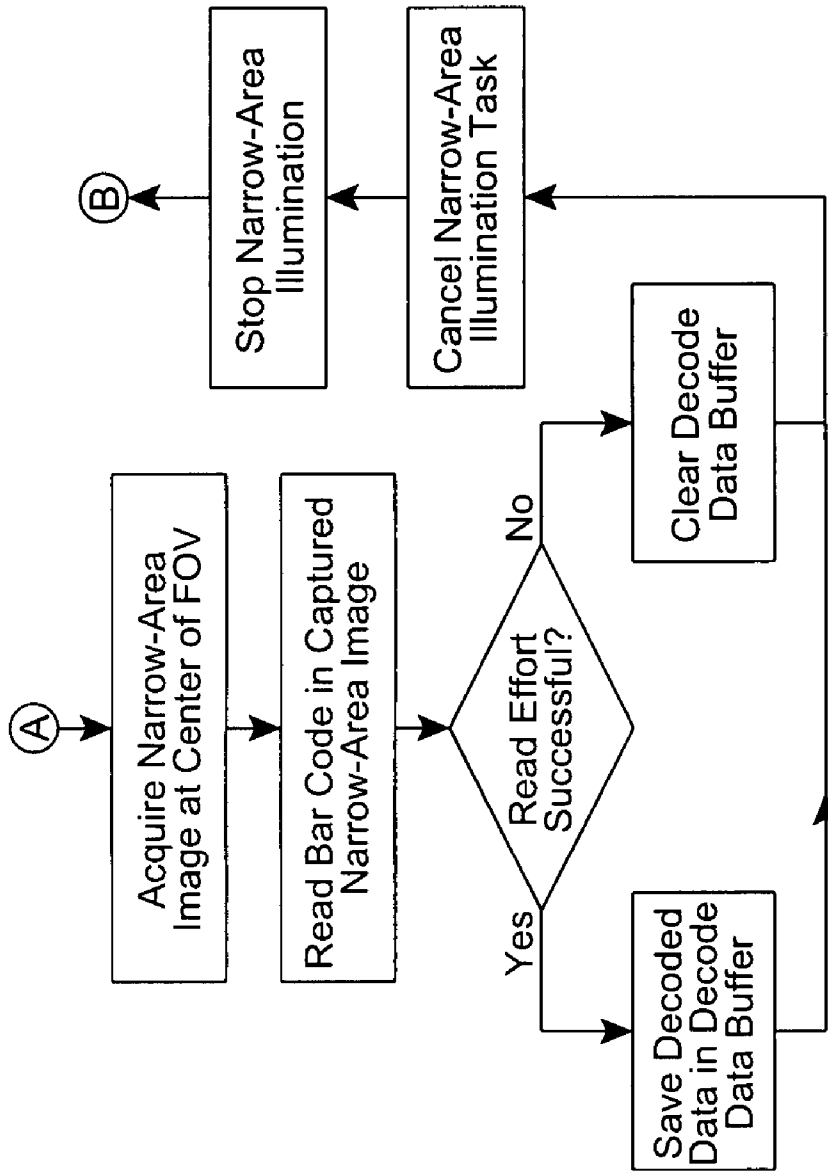 A
Acquire Narrow-Area
Image at Center of FOV
Read Bar Code in Captured
Narrow-Area Image
Read Effort
Successful?
Yes
No
Save Decoded
Data in Decode
Data Buffer
Clear Decode
Data Buffer
Cancel Narrow-Area
Illumination Task
Stop Narrow-Area
Illumination
B